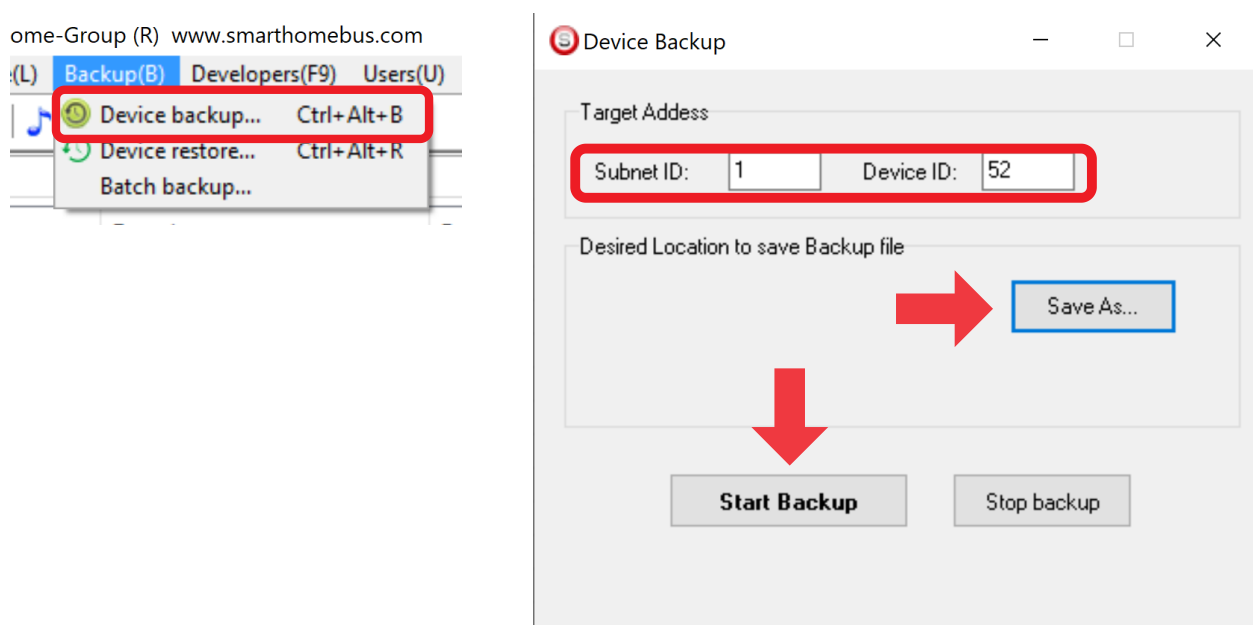 ome-Group (R) www.smarthomebus.com
(L) Backup(B) Developers(F9) Users(U)
Device backup... Ctrl+Alt+B
Device restore... Ctrl+Alt+R
Batch backup...
S Device Backup
Target Addess
Subnet ID: 1 Device ID: 52
Desired Location to save Backup file
Save As...
Start Backup Stop backup